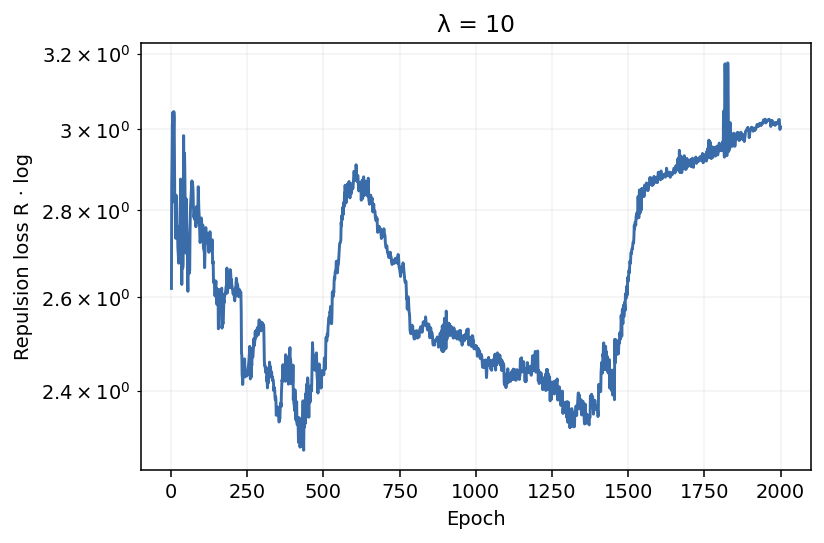 λ = 10
Repulsion loss R · log
3.2 × 10⁰
3 × 10⁰
2.8 × 10⁰
2.6 × 10⁰
2.4 × 10⁰
0 250 500 750 1000 1250 1500 1750 2000
Epoch